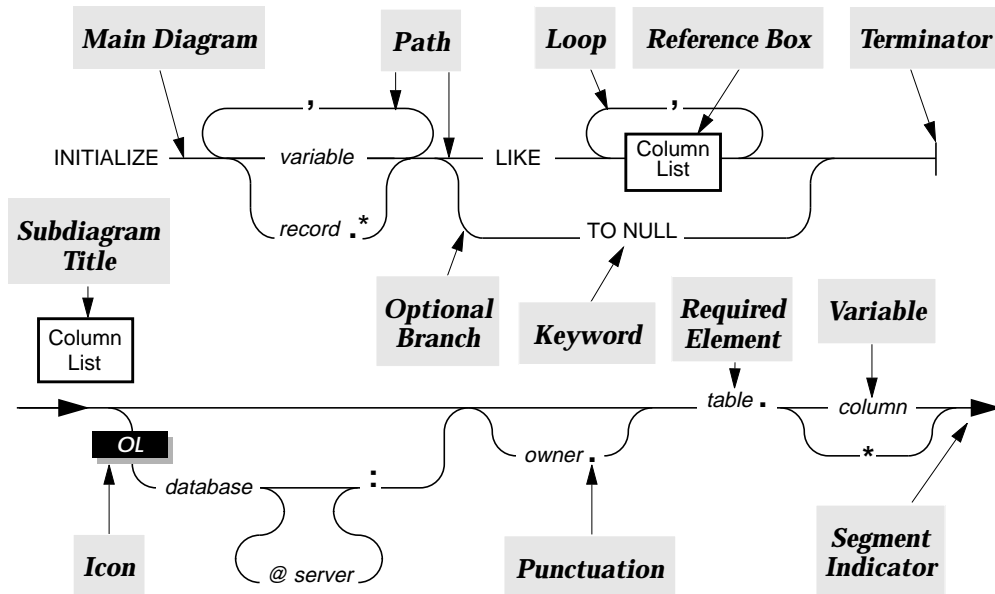 Main Diagram
Path
Loop
Reference Box
Terminator
, ,
INITIALIZE variable LIKE Column
List
record .* TO NULL
Subdiagram
Title
Optional
Branch
Keyword
Required
Element
Variable
Column
List
table . column
OL
owner . *
database :
@ server
Icon
Punctuation
Segment
Indicator